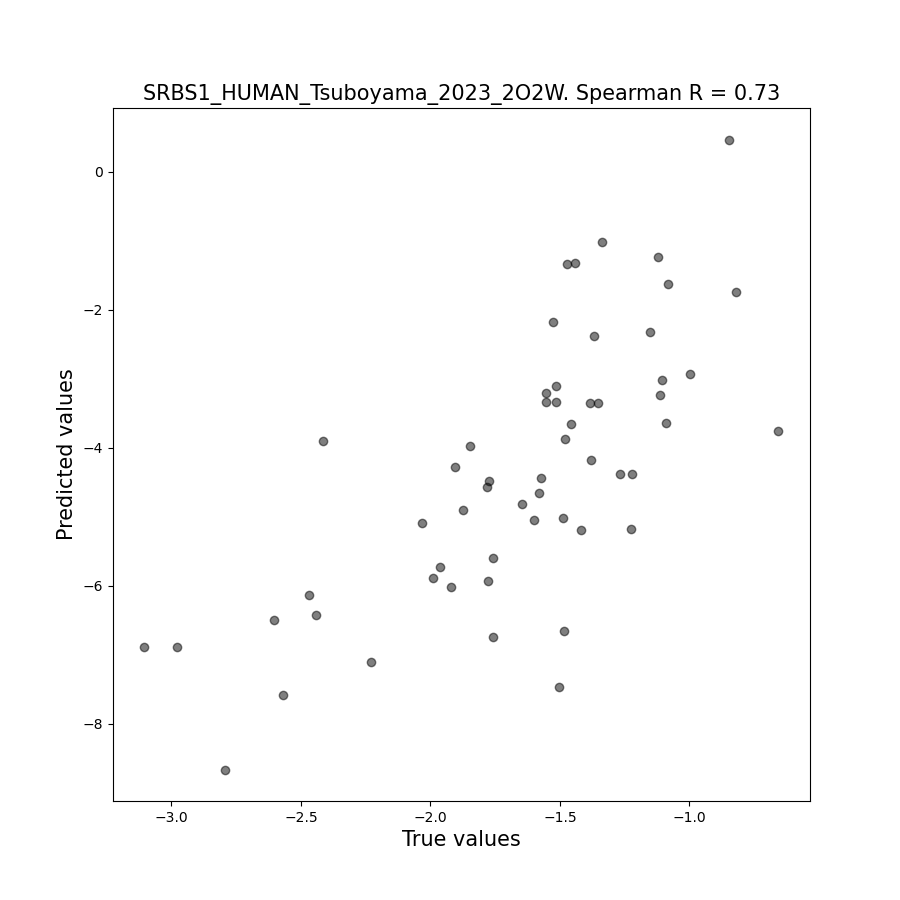 SRBS1_HUMAN_Tsuboyama_2023_2O2W. Spearman R = 0.73
Predicted values
0
−2
−4
−6
−8
−3.0 −2.5 −2.0 −1.5 −1.0
True values